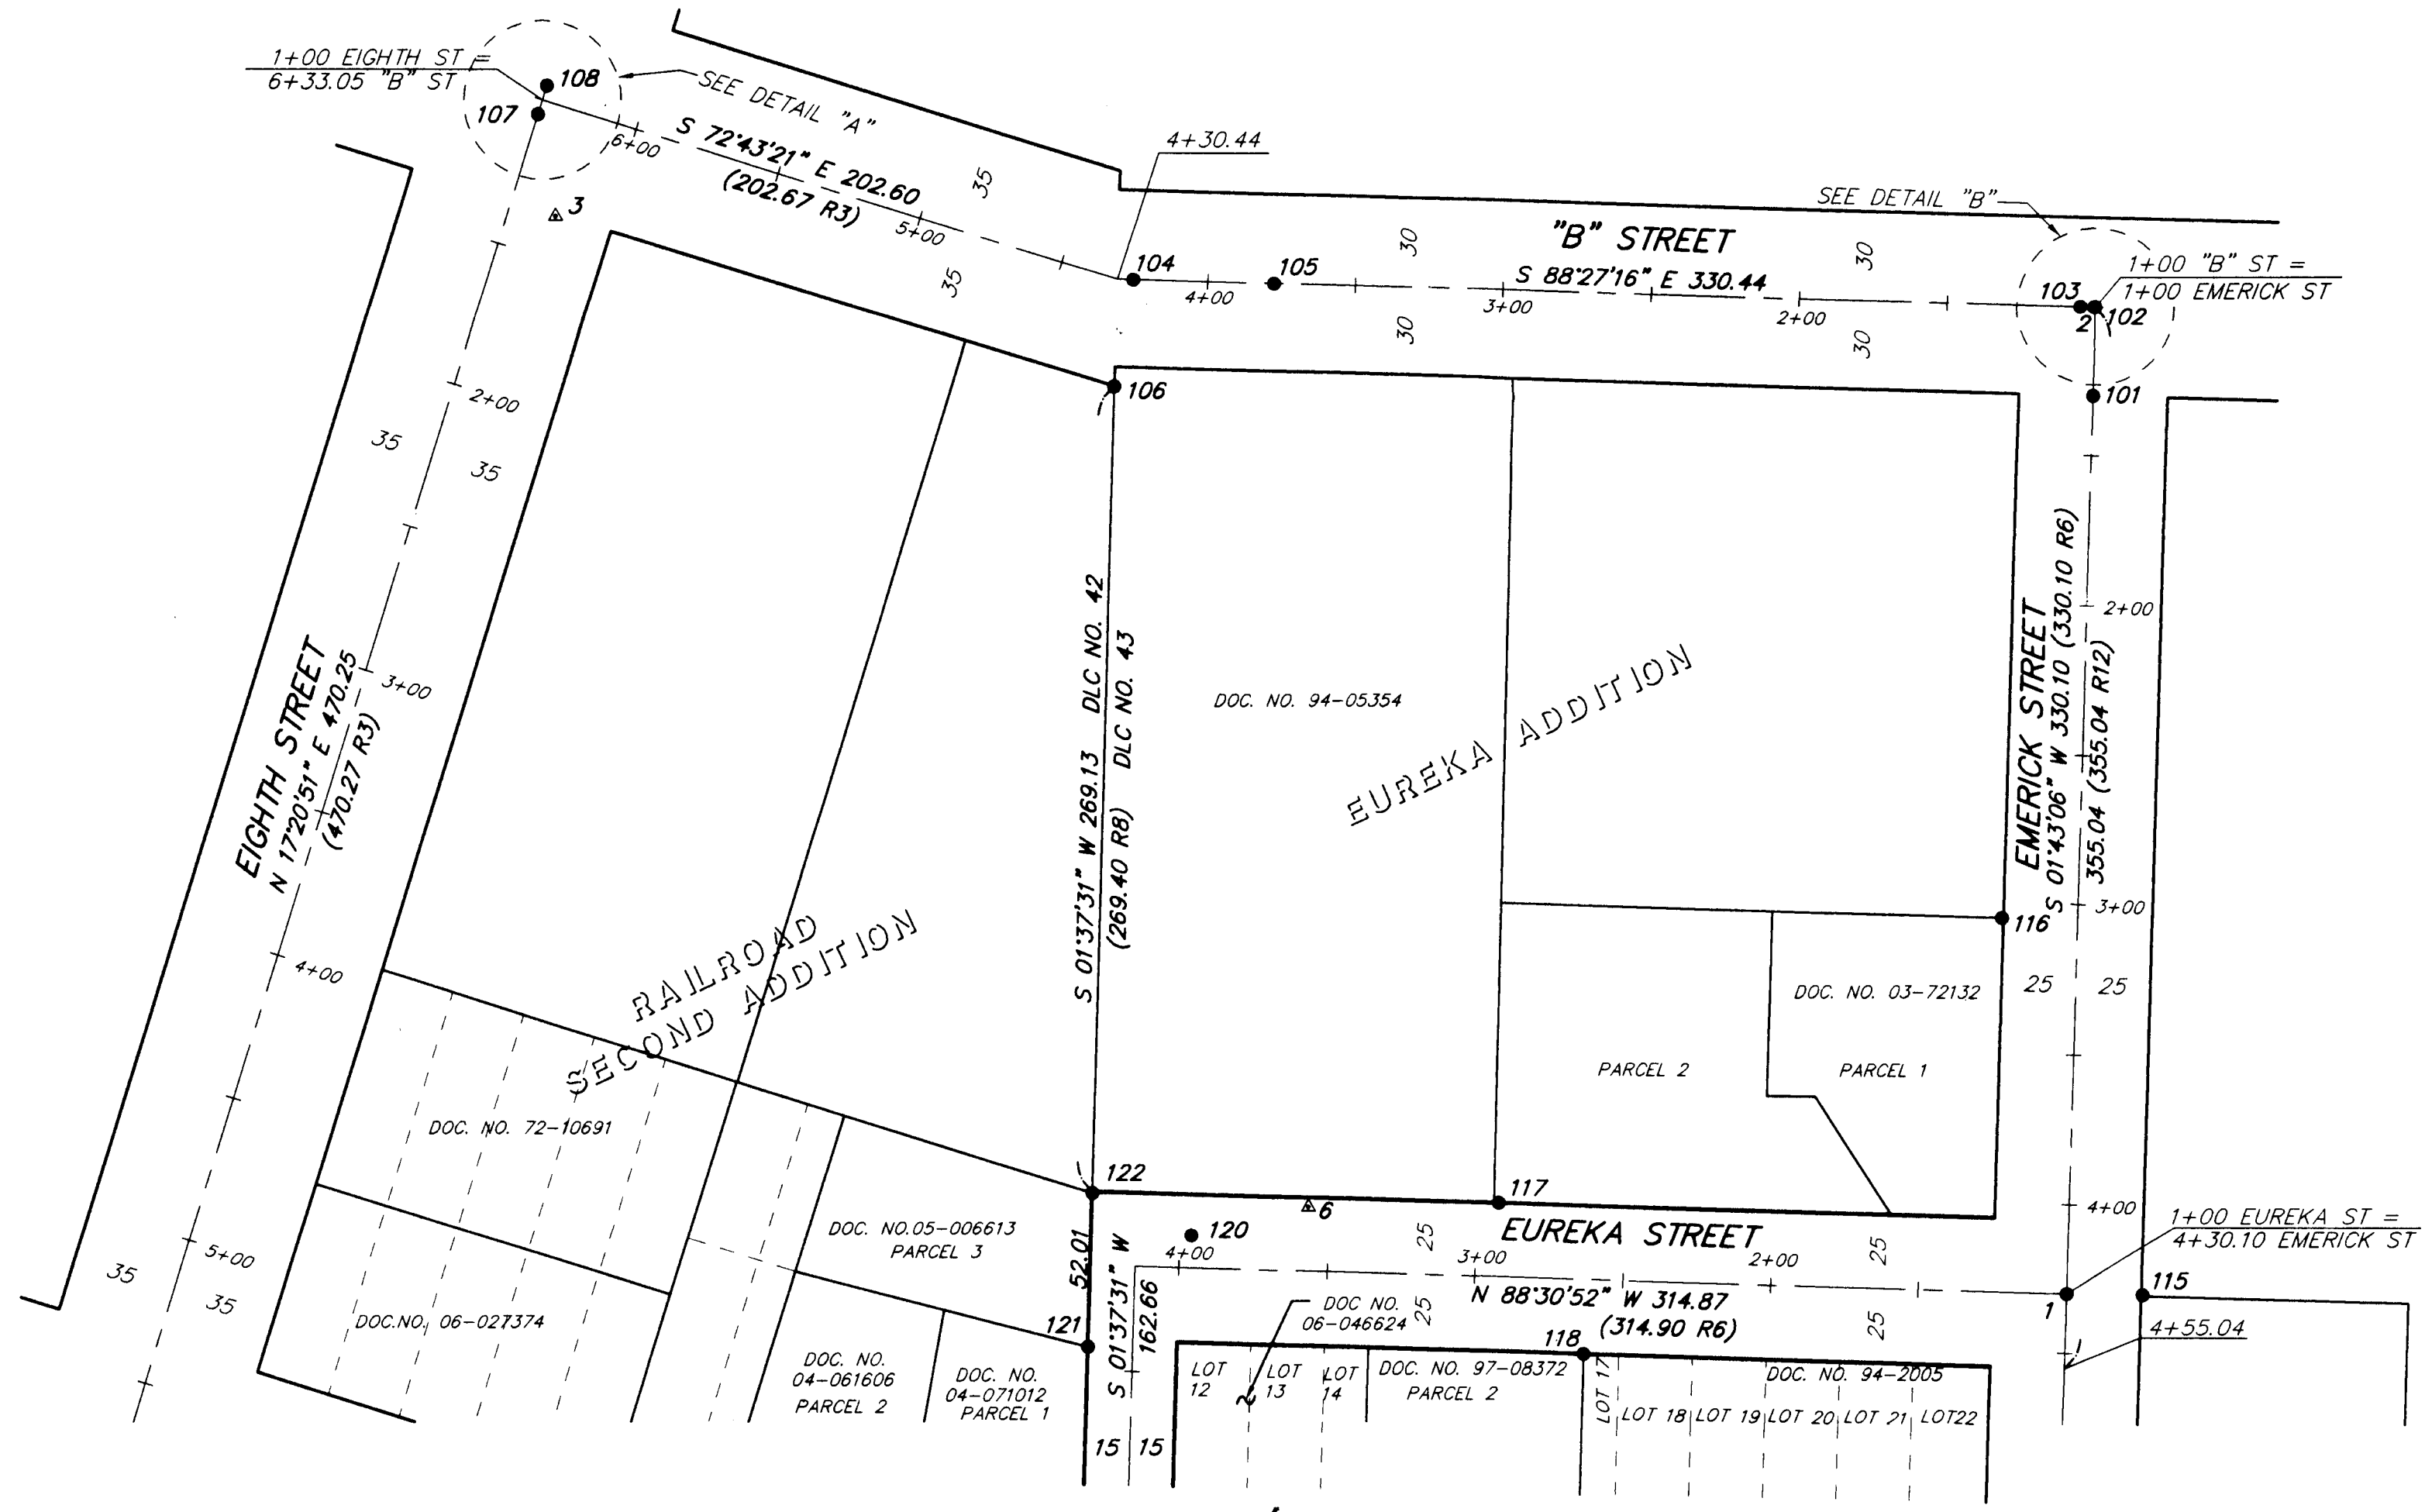 1+00 EIGHTH ST =
6+33.05 "B" ST
108
107
SEE DETAIL "A"
3
6+00
S 72°43'21" E 202.60
(202.67 R3)
5+00
35
35
4+30.44
104
105
4+00
30
30
"B" STREET
S 88°27'16" E 330.44
3+00
2+00
30
30
SEE DETAIL "B"
1+00 "B" ST =
1+00 EMERICK ST
103
2
102
101
106
2+00
35
35
3+00
EIGHTH STREET
N 17°20'51" E 470.25
(470.27 R3)
4+00
5+00
35
35
S 01°37'31" W 269.13
(269.40 R8)
DLC NO. 42
DLC NO. 43
DOC. NO. 94-05354
EUREKA ADDITION
RAILROAD
SECOND ADDITION
EMERICK STREET
S 01°43'06" W 330.10 (330.10 R6)
355.04 (355.04 R12)
2+00
3+00
116
25
25
DOC. NO. 03-72132
PARCEL 2
PARCEL 1
4+00
1+00 EUREKA ST =
4+30.10 EMERICK ST
115
1
4+55.04
DOC. NO. 72-10691
DOC.NO. 06-027374
DOC. NO.05-006613
PARCEL 3
122
52.01
121
S 01°37'31" W
162.66
120
6
117
EUREKA STREET
4+00
3+00
2+00
25
25
N 88°30'52" W 314.87
(314.90 R6)
25
25
DOC NO.
06-046624
118
DOC. NO.
04-061606
PARCEL 2
DOC. NO.
04-071012
PARCEL 1
15
15
LOT
12
LOT
13
LOT
14
DOC. NO. 97-08372
PARCEL 2
LOT 17
DOC. NO. 94-2005
LOT 18
LOT 19
LOT 20
LOT 21
LOT22